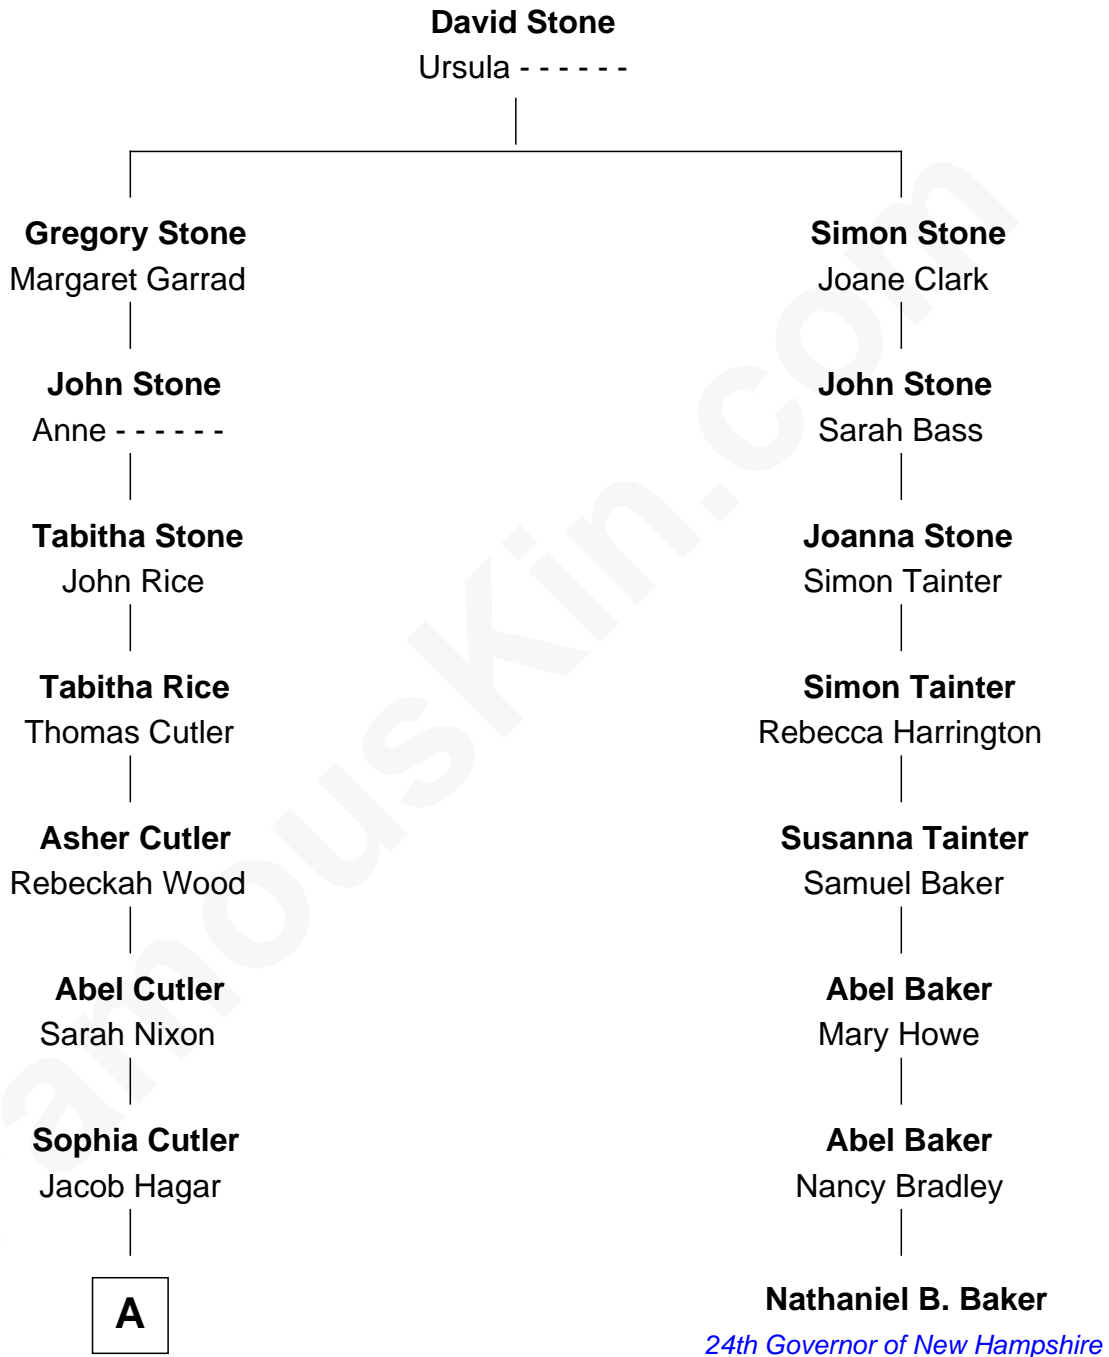 David Stone
Ursula - - - - - -
Gregory Stone
Margaret Garrad
John Stone
Anne - - - - - -
Tabitha Stone
John Rice
Tabitha Rice
Thomas Cutler
Asher Cutler
Rebeckah Wood
Abel Cutler
Sarah Nixon
Sophia Cutler
Jacob Hagar
A
Simon Stone
Joane Clark
John Stone
Sarah Bass
Joanna Stone
Simon Tainter
Simon Tainter
Rebecca Harrington
Susanna Tainter
Samuel Baker
Abel Baker
Mary Howe
Abel Baker
Nancy Bradley
Nathaniel B. Baker
24th Governor of New Hampshire
amousKin.com